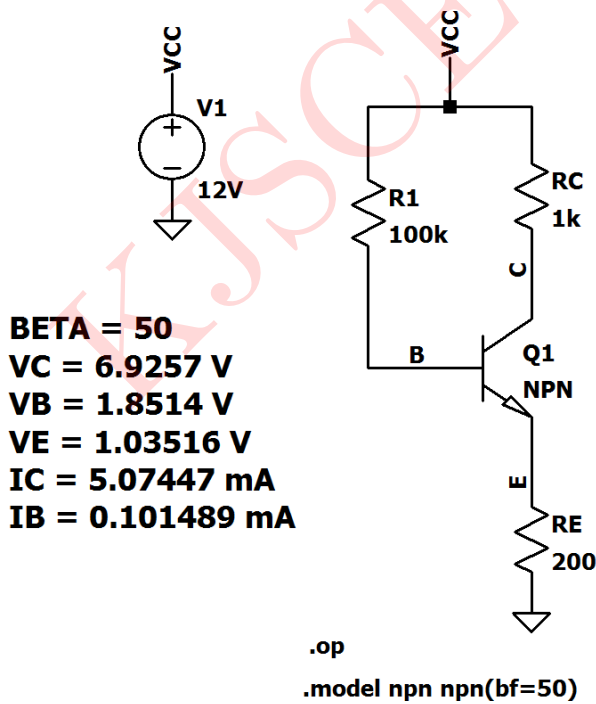 KJSCE
VCC
V1
12V
VCC
R1
100k
RC
1k
C
B
Q1
NPN
E
RE
200
BETA = 50
VC = 6.9257 V
VB = 1.8514 V
VE = 1.03516 V
IC = 5.07447 mA
IB = 0.101489 mA
.op
.model npn npn(bf=50)